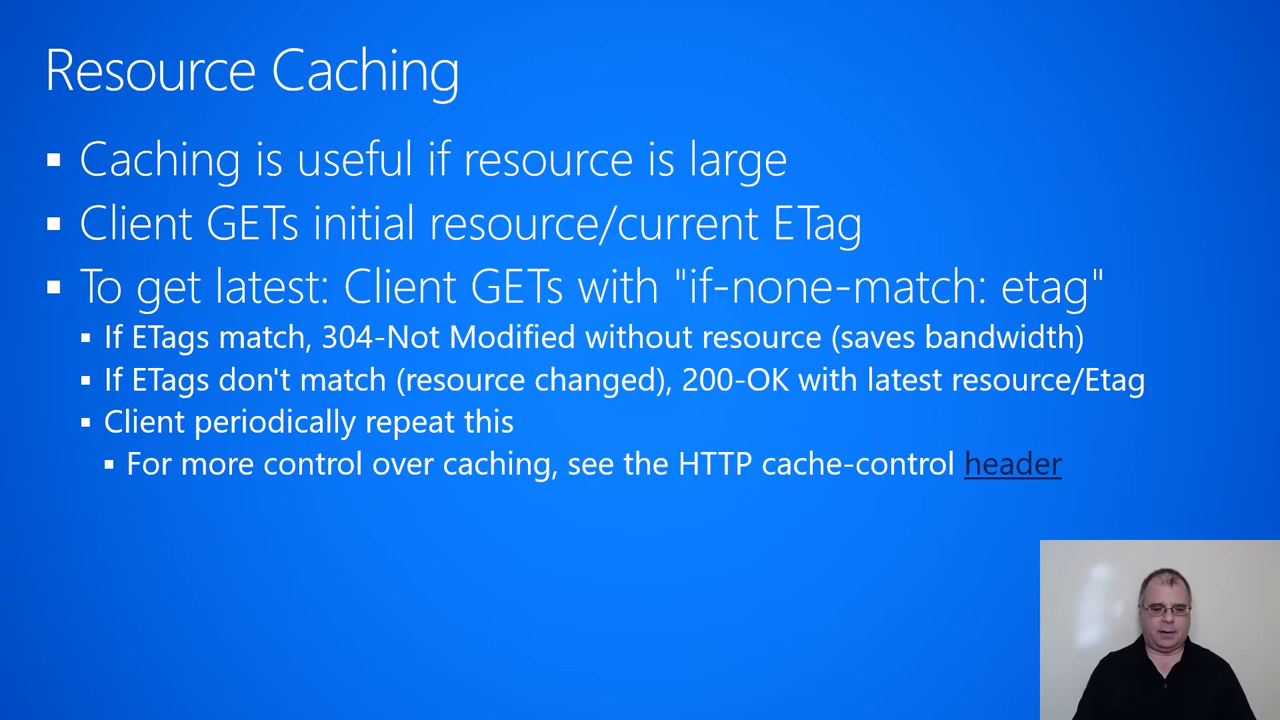 Resource Caching
▪ Caching is useful if resource is large
▪ Client GETs initial resource/current ETag
▪ To get latest: Client GETs with "if-none-match: etag"
▪ If ETags match, 304-Not Modified without resource (saves bandwidth)
▪ If ETags don't match (resource changed), 200-OK with latest resource/Etag
▪ Client periodically repeat this
▪ For more control over caching, see the HTTP cache-control header